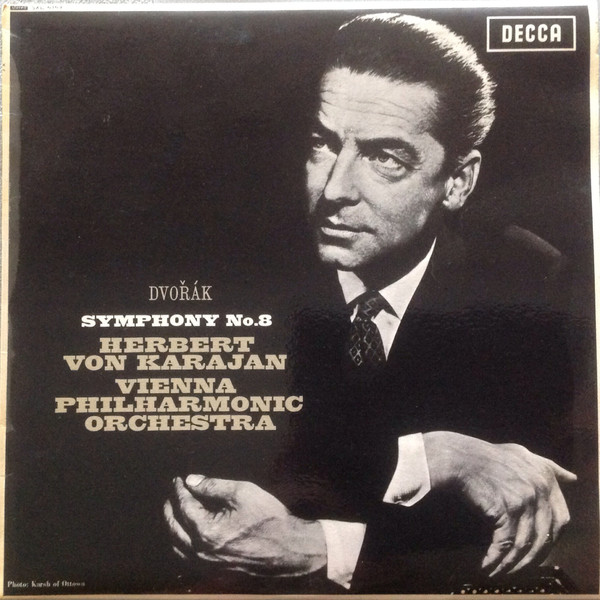 DECCA
DVOŘÁK
SYMPHONY No.8
HERBERT
VON KARAJAN
VIENNA
PHILHARMONIC
ORCHESTRA
Photo: Karsh of Ottawa